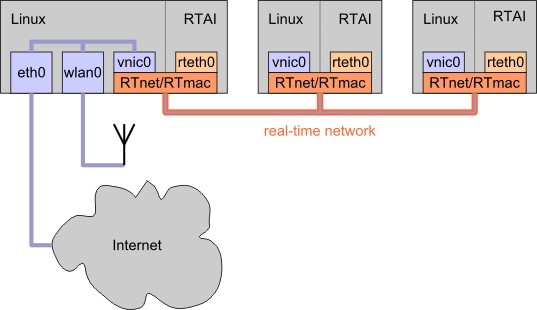 Linux RTAI Linux RTAI Linux RTAI
vnic0 rteth0 vnic0 rteth0 vnic0 rteth0
eth0 wlan0
RTnet/RTmac RTnet/RTmac RTnet/RTmac
real-time network
Internet